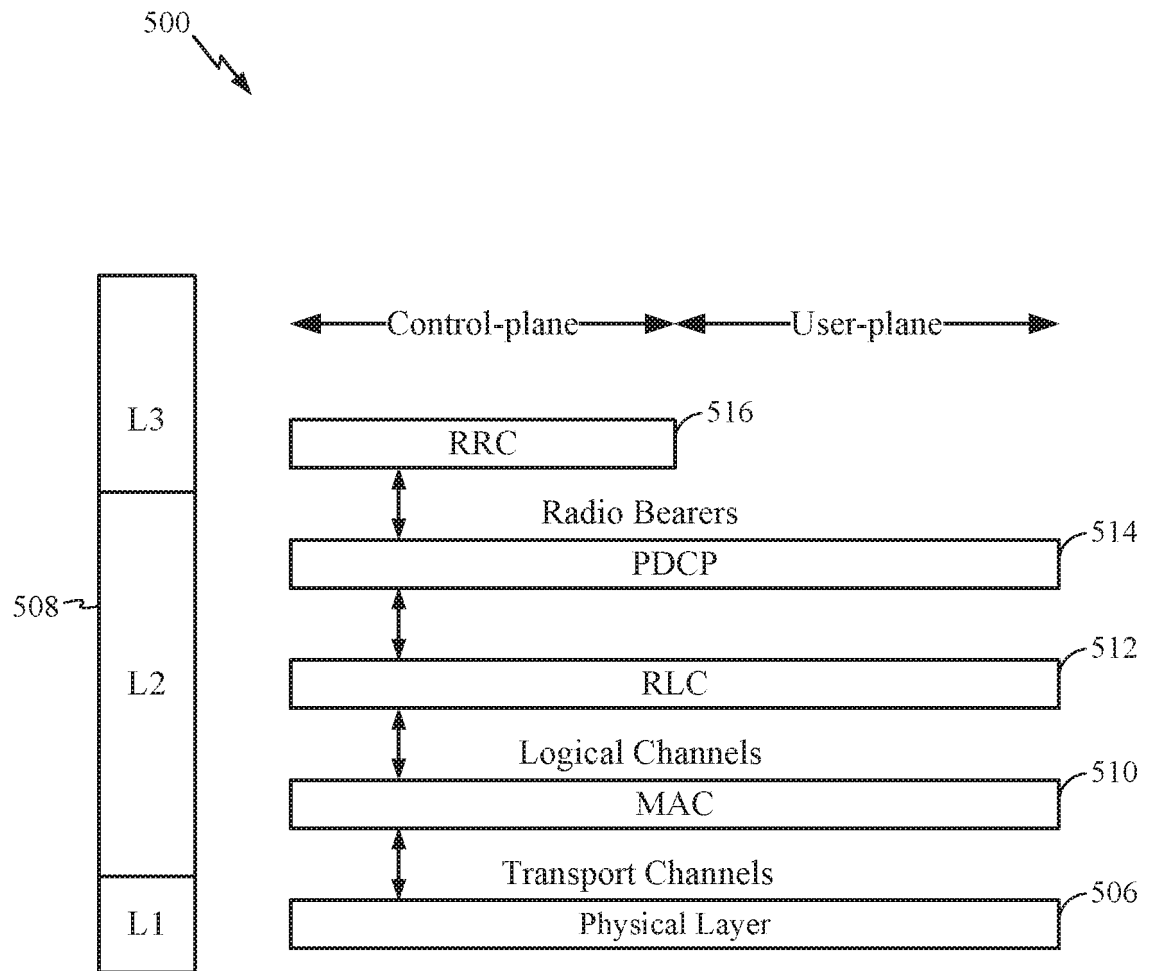 500
Control-plane
User-plane
L3
516
RRC
Radio Bearers
514
PDCP
508
512
L2
RLC
Logical Channels
510
MAC
Transport Channels
506
L1
Physical Layer